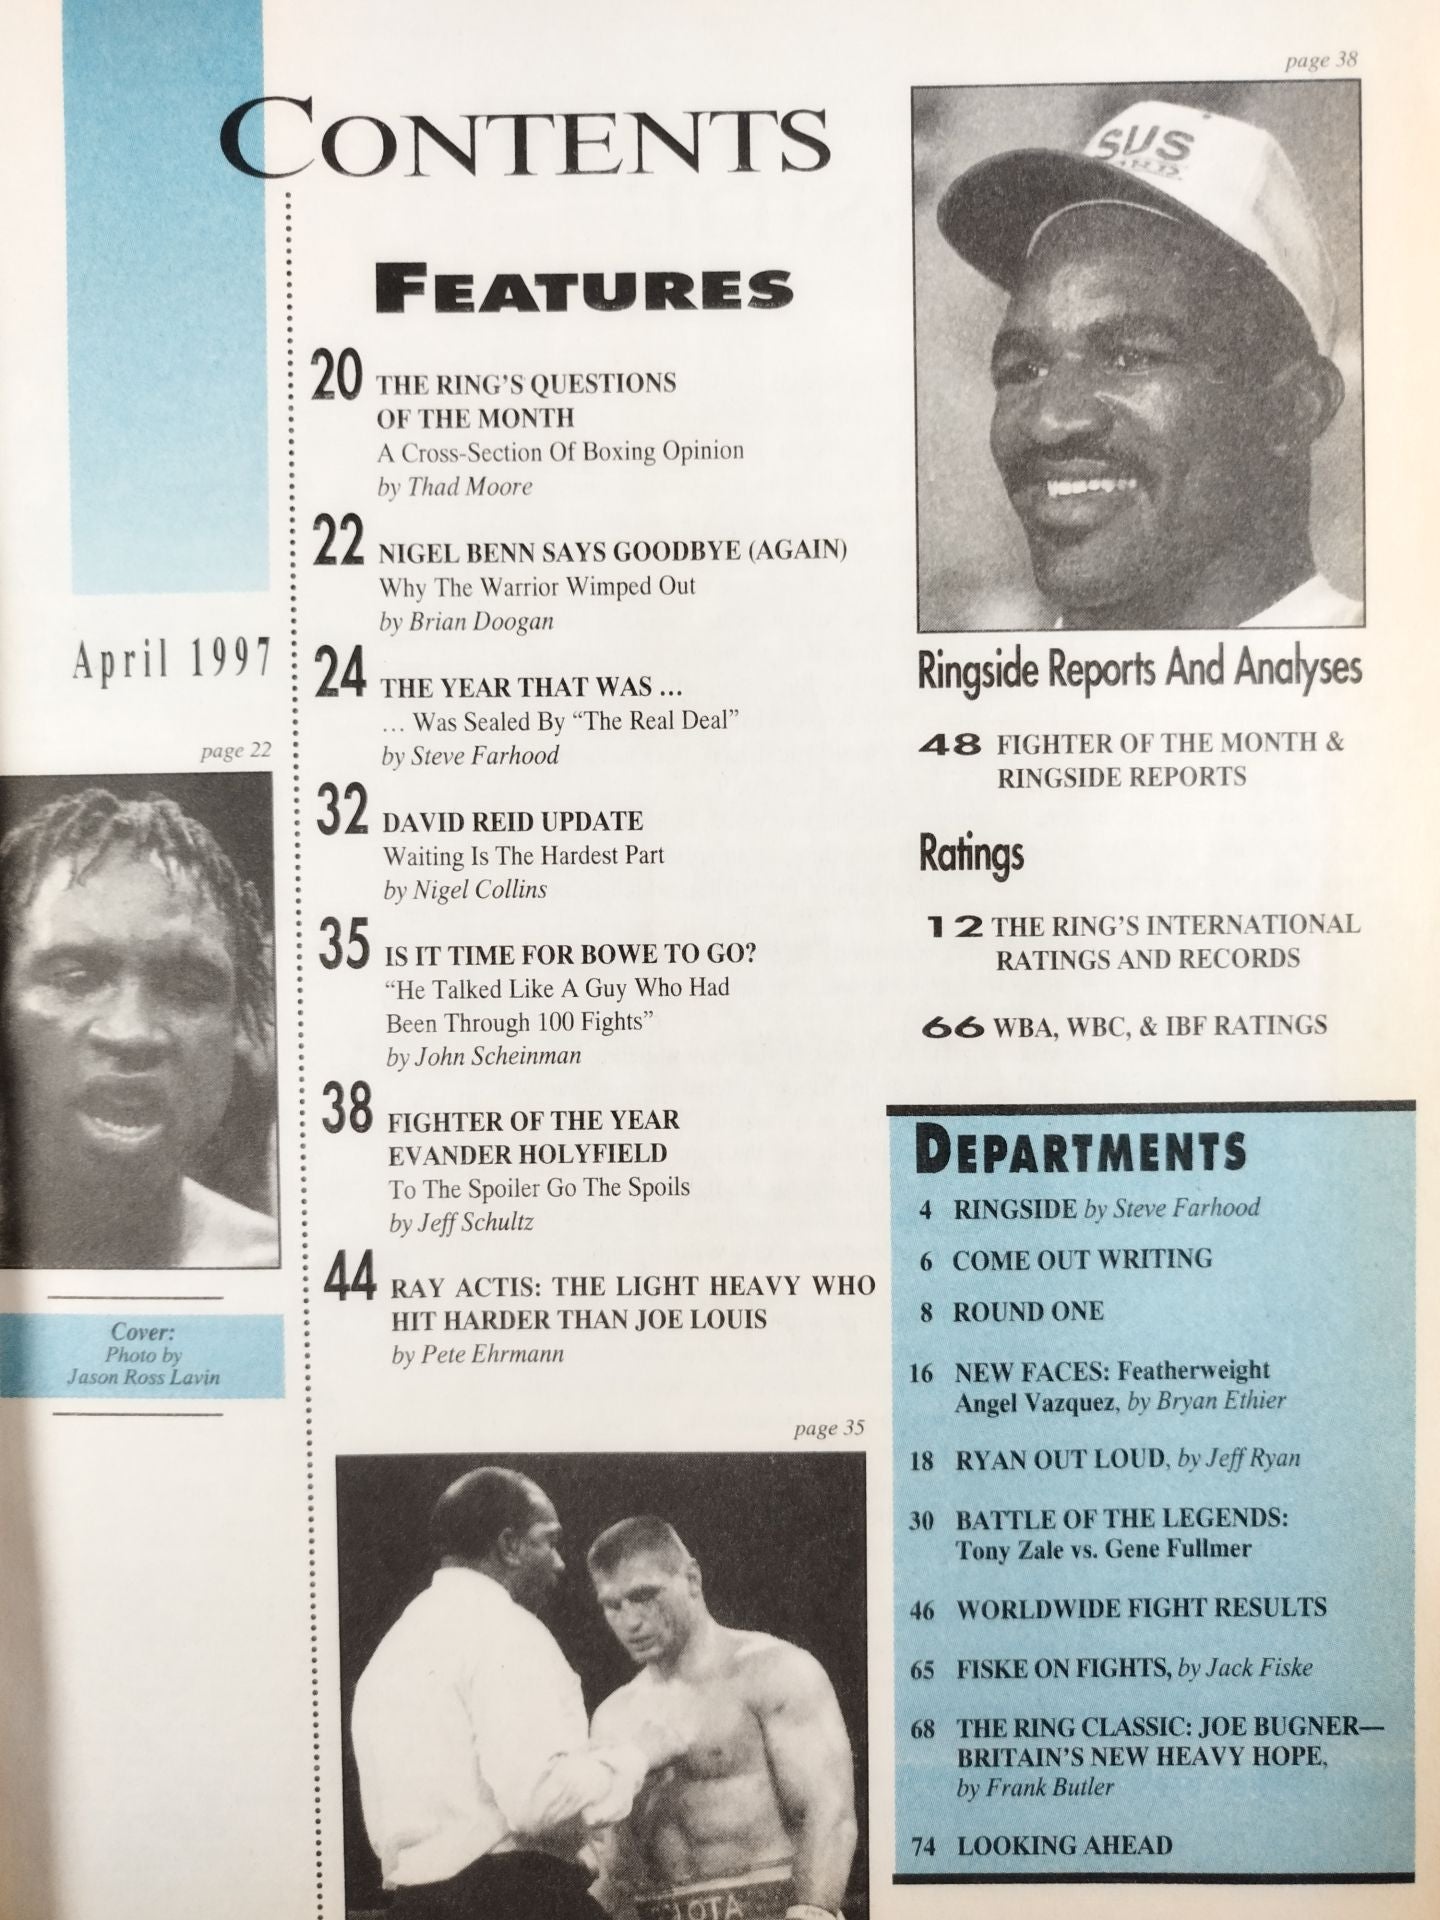 CONTENTS
April 1997
page 22
Cover:
Photo by
Jason Ross Lavin
FEATURES
20 THE RING'S QUESTIONS
OF THE MONTH
A Cross-Section Of Boxing Opinion
by Thad Moore
22 NIGEL BENN SAYS GOODBYE (AGAIN)
Why The Warrior Wimped Out
by Brian Doogan
24 THE YEAR THAT WAS ...
... Was Sealed By “The Real Deal”
by Steve Farhood
32 DAVID REID UPDATE
Waiting Is The Hardest Part
by Nigel Collins
35 IS IT TIME FOR BOWE TO GO?
“He Talked Like A Guy Who Had
Been Through 100 Fights”
by John Scheinman
38 FIGHTER OF THE YEAR
EVANDER HOLYFIELD
To The Spoiler Go The Spoils
by Jeff Schultz
44 RAY ACTIS: THE LIGHT HEAVY WHO
HIT HARDER THAN JOE LOUIS
by Pete Ehrmann
page 35
page 38
SUS
Ringside Reports And Analyses
48 FIGHTER OF THE MONTH &
RINGSIDE REPORTS
Ratings
12 THE RING'S INTERNATIONAL
RATINGS AND RECORDS
66 WBA, WBC, & IBF RATINGS
DEPARTMENTS
4 RINGSIDE by Steve Farhood
6 COME OUT WRITING
8 ROUND ONE
16 NEW FACES: Featherweight
Angel Vazquez, by Bryan Ethier
18 RYAN OUT LOUD, by Jeff Ryan
30 BATTLE OF THE LEGENDS:
Tony Zale vs. Gene Fullmer
46 WORLDWIDE FIGHT RESULTS
65 FISKE ON FIGHTS, by Jack Fiske
68 THE RING CLASSIC: JOE BUGNER—
BRITAIN'S NEW HEAVY HOPE,
by Frank Butler
74 LOOKING AHEAD